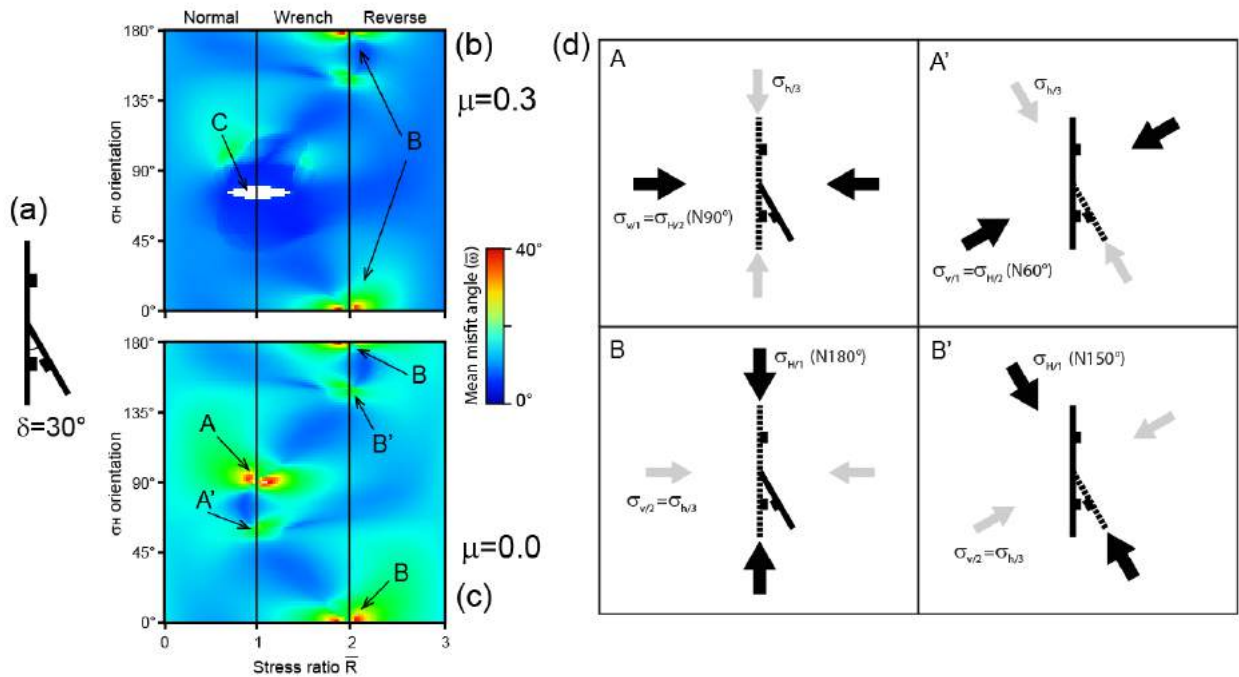 Normal Wrench Reverse
(b)
180°
135°
90°
45°
0°
σH orientation
C
B
μ=0.3
(a)
δ=30°
40°
0°
Mean misfit angle (ω̅)
180°
135°
90°
45°
0°
σH orientation
B
B'
A
A'
B
μ=0.0
(c)
0 1 2 3
Stress ratio R̅
(d)
A
σh/3
σv/1=σH/2 (N90°)
A'
σh/3
σv/1=σH/2 (N60°)
B
σH/1 (N180°)
σv/2=σh/3
B'
σH/1 (N150°)
σv/2=σh/3